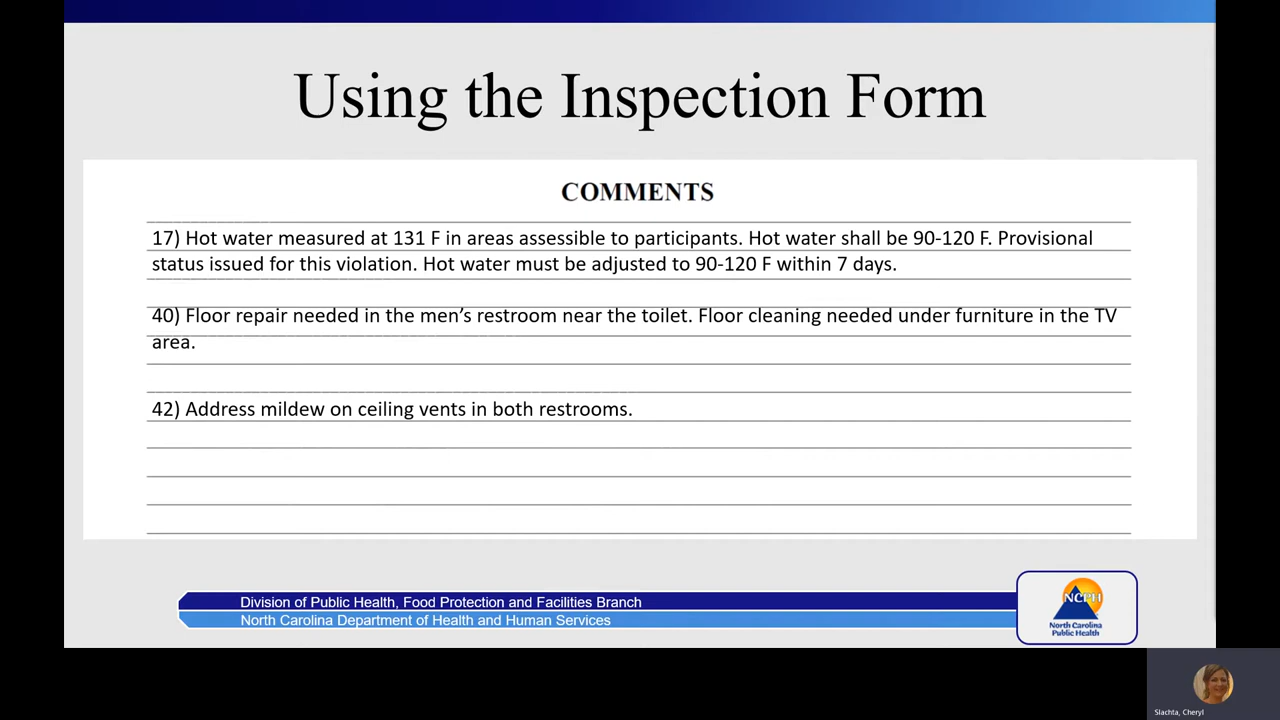 Using the Inspection Form
COMMENTS
17) Hot water measured at 131 F in areas assessible to participants. Hot water shall be 90-120 F. Provisional
status issued for this violation. Hot water must be adjusted to 90-120 F within 7 days.
40) Floor repair needed in the men’s restroom near the toilet. Floor cleaning needed under furniture in the TV
area.
42) Address mildew on ceiling vents in both restrooms.
Division of Public Health, Food Protection and Facilities Branch
North Carolina Department of Health and Human Services
NCPH
North Carolina
Public Health
Slachta, Cheryl